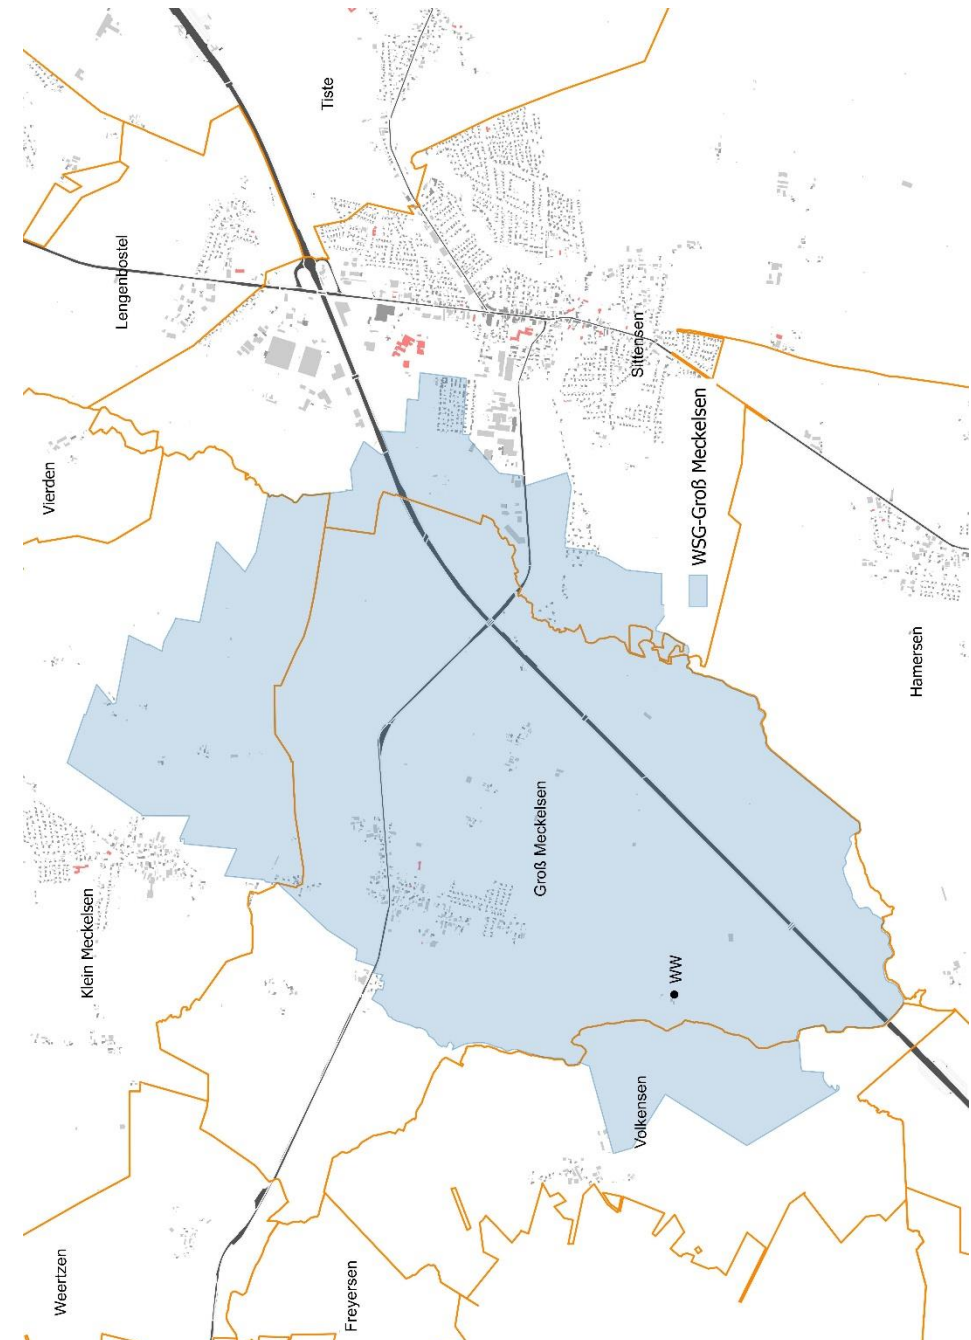 Weertzen
Klein Meckelsen
Vierden
Lengenbostel
Tiste
Freyersen
Volkensen
WW
Groß Meckelsen
Sittensen
WSG-Groß Meckelsen
Hamersen